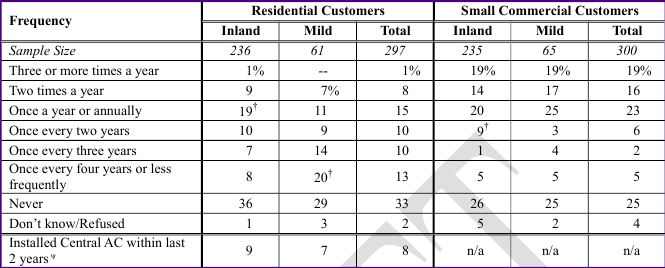 Frequency Residential Customers Small Commercial Customers
Inland Mild Total Inland Mild Total
Sample Size 236 61 297 235 65 300
Three or more times a year 1% -- 1% 19% 19% 19%
Two times a year 9 7% 8 14 17 16
Once a year or annually 19† 11 15 20 25 23
Once every two years 10 9 10 9† 3 6
Once every three years 7 14 10 1 4 2
Once every four years or less
frequently 8 20† 13 5 5 5
Never 36 29 33 26 25 25
Don't know/Refused 1 3 2 5 2 4
Installed Central AC within last
2 years Ψ 9 7 8 n/a n/a n/a